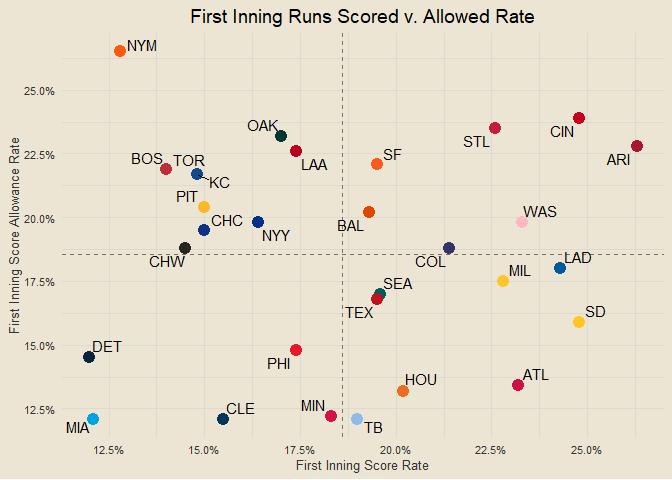 First Inning Runs Scored v. Allowed Rate
NYM
25.0%
OAK
STL
CIN
22.5%
BOS
TOR
LAA
SF
ARI
KC
PIT
20.0%
CHC
NYY
BAL
WAS
CHW
COL
LAD
17.5%
SEA
MIL
TEX
SD
15.0%
DET
PHI
HOU
ATL
12.5%
MIA
CLE
MIN
TB
12.5%
15.0%
17.5%
20.0%
22.5%
25.0%
First Inning Score Rate
First Inning Score Allowance Rate